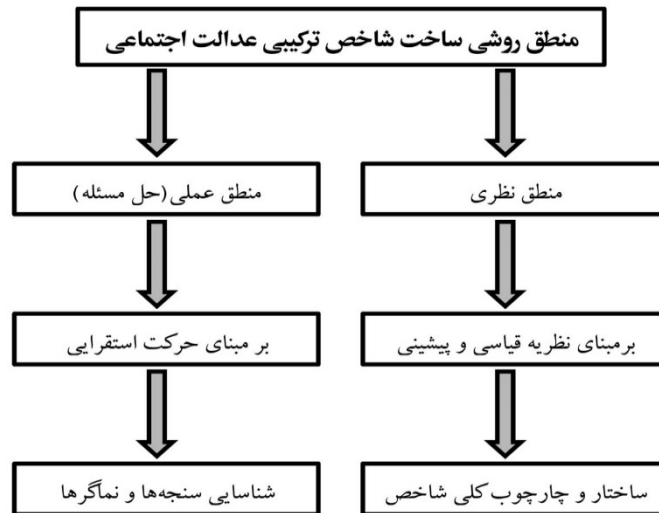 منطق روشی ساخت شاخص ترکیبی عدالت اجتماعی
منطق نظری
منطق عملی(حل مسئله)
برمبنای نظریه قیاسی و پیشینی
بر مبنای حرکت استقرایی
ساختار و چارچوب کلی شاخص
شناسایی سنجه‌ها و نماگرها